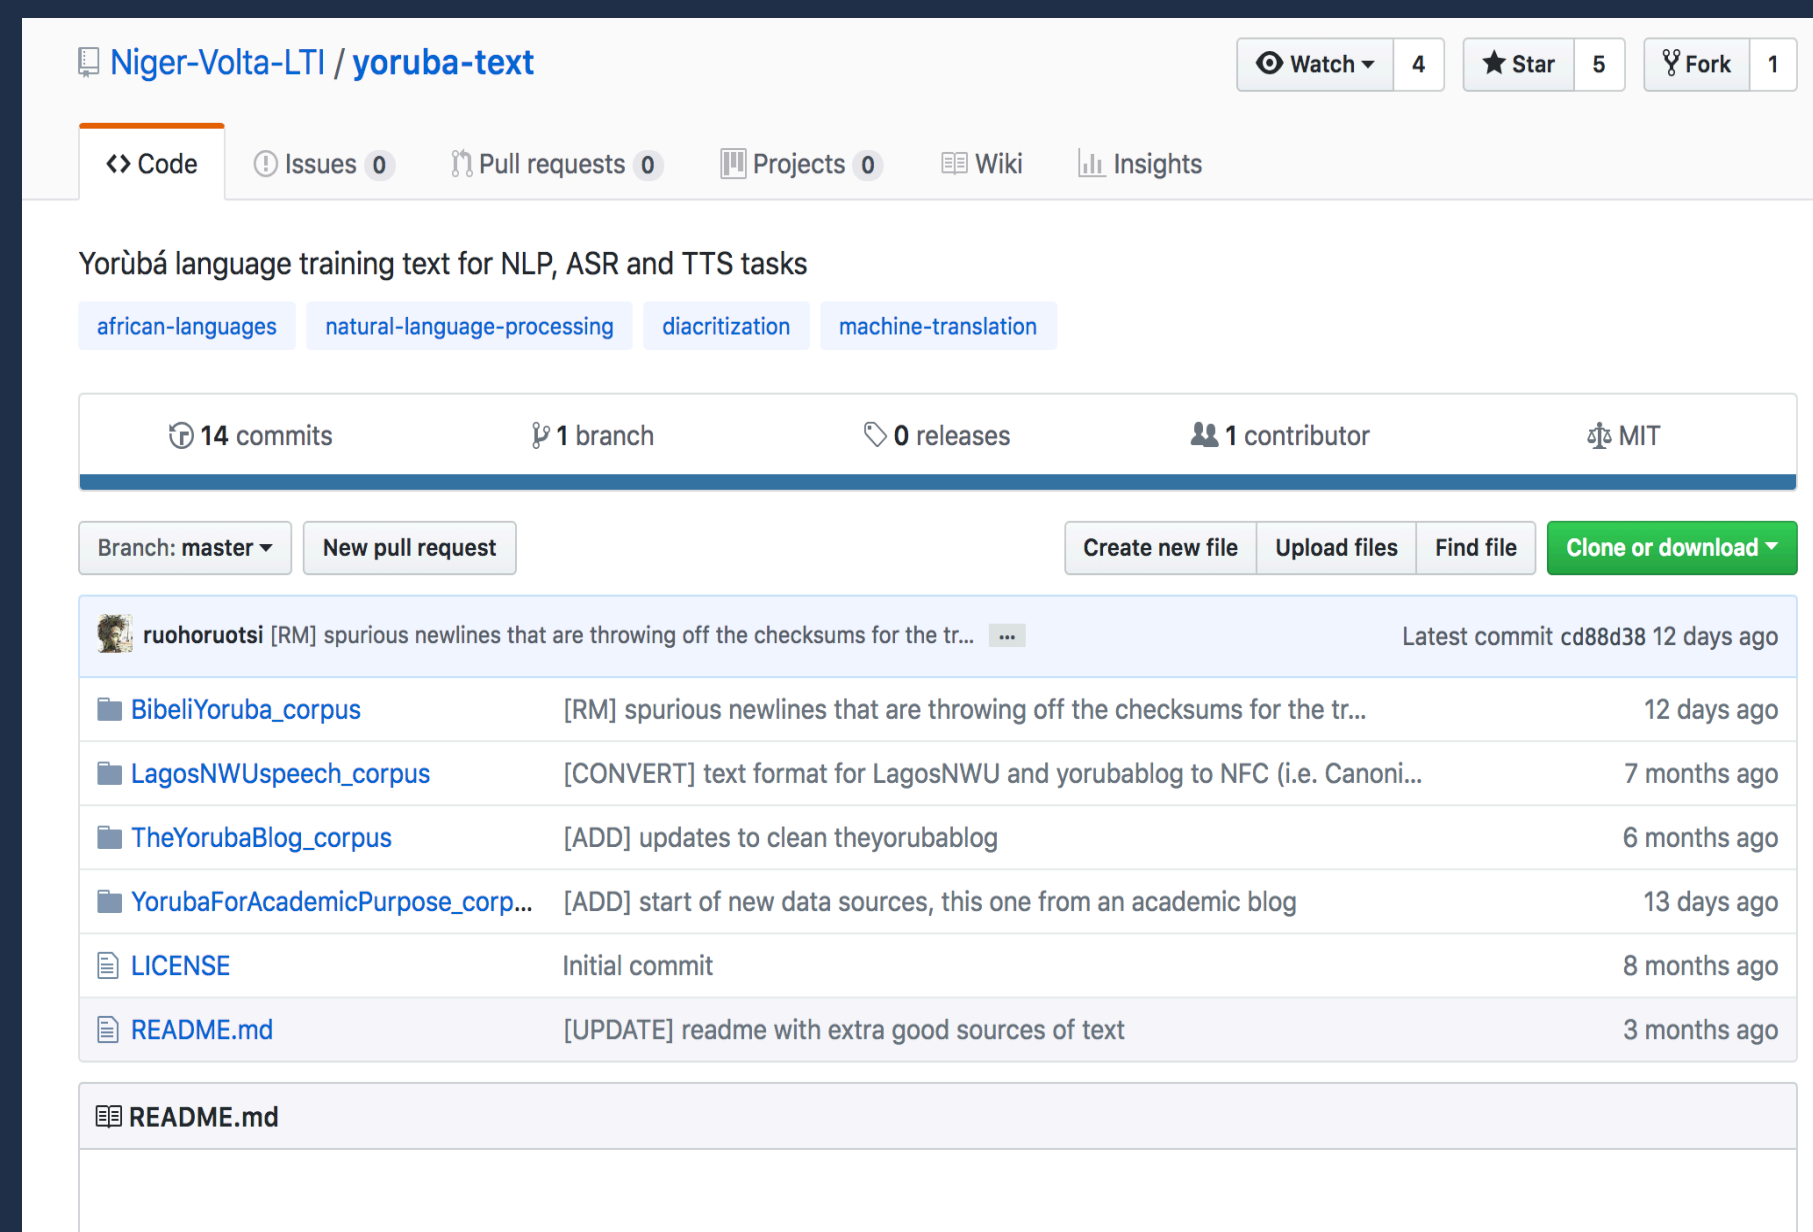 Niger-Volta-LTI / yoruba-text Watch 4 Star 5 Fork 1
Code Issues 0 Pull requests 0 Projects 0 Wiki Insights
Yorùbá language training text for NLP, ASR and TTS tasks
african-languages natural-language-processing diacritization machine-translation
14 commits 1 branch 0 releases 1 contributor MIT
Branch: master New pull request Create new file Upload files Find file Clone or download
ruohoruotsi [RM] spurious newlines that are throwing off the checksums for the tr... ... Latest commit cd88d38 12 days ago
BibeliYoruba_corpus [RM] spurious newlines that are throwing off the checksums for the tr... 12 days ago
LagosNWUspeech_corpus [CONVERT] text format for LagosNWU and yorubablog to NFC (i.e. Canoni... 7 months ago
TheYorubaBlog_corpus [ADD] updates to clean theyorubablog 6 months ago
YorubaForAcademicPurpose_corp... [ADD] start of new data sources, this one from an academic blog 13 days ago
LICENSE Initial commit 8 months ago
README.md [UPDATE] readme with extra good sources of text 3 months ago
README.md